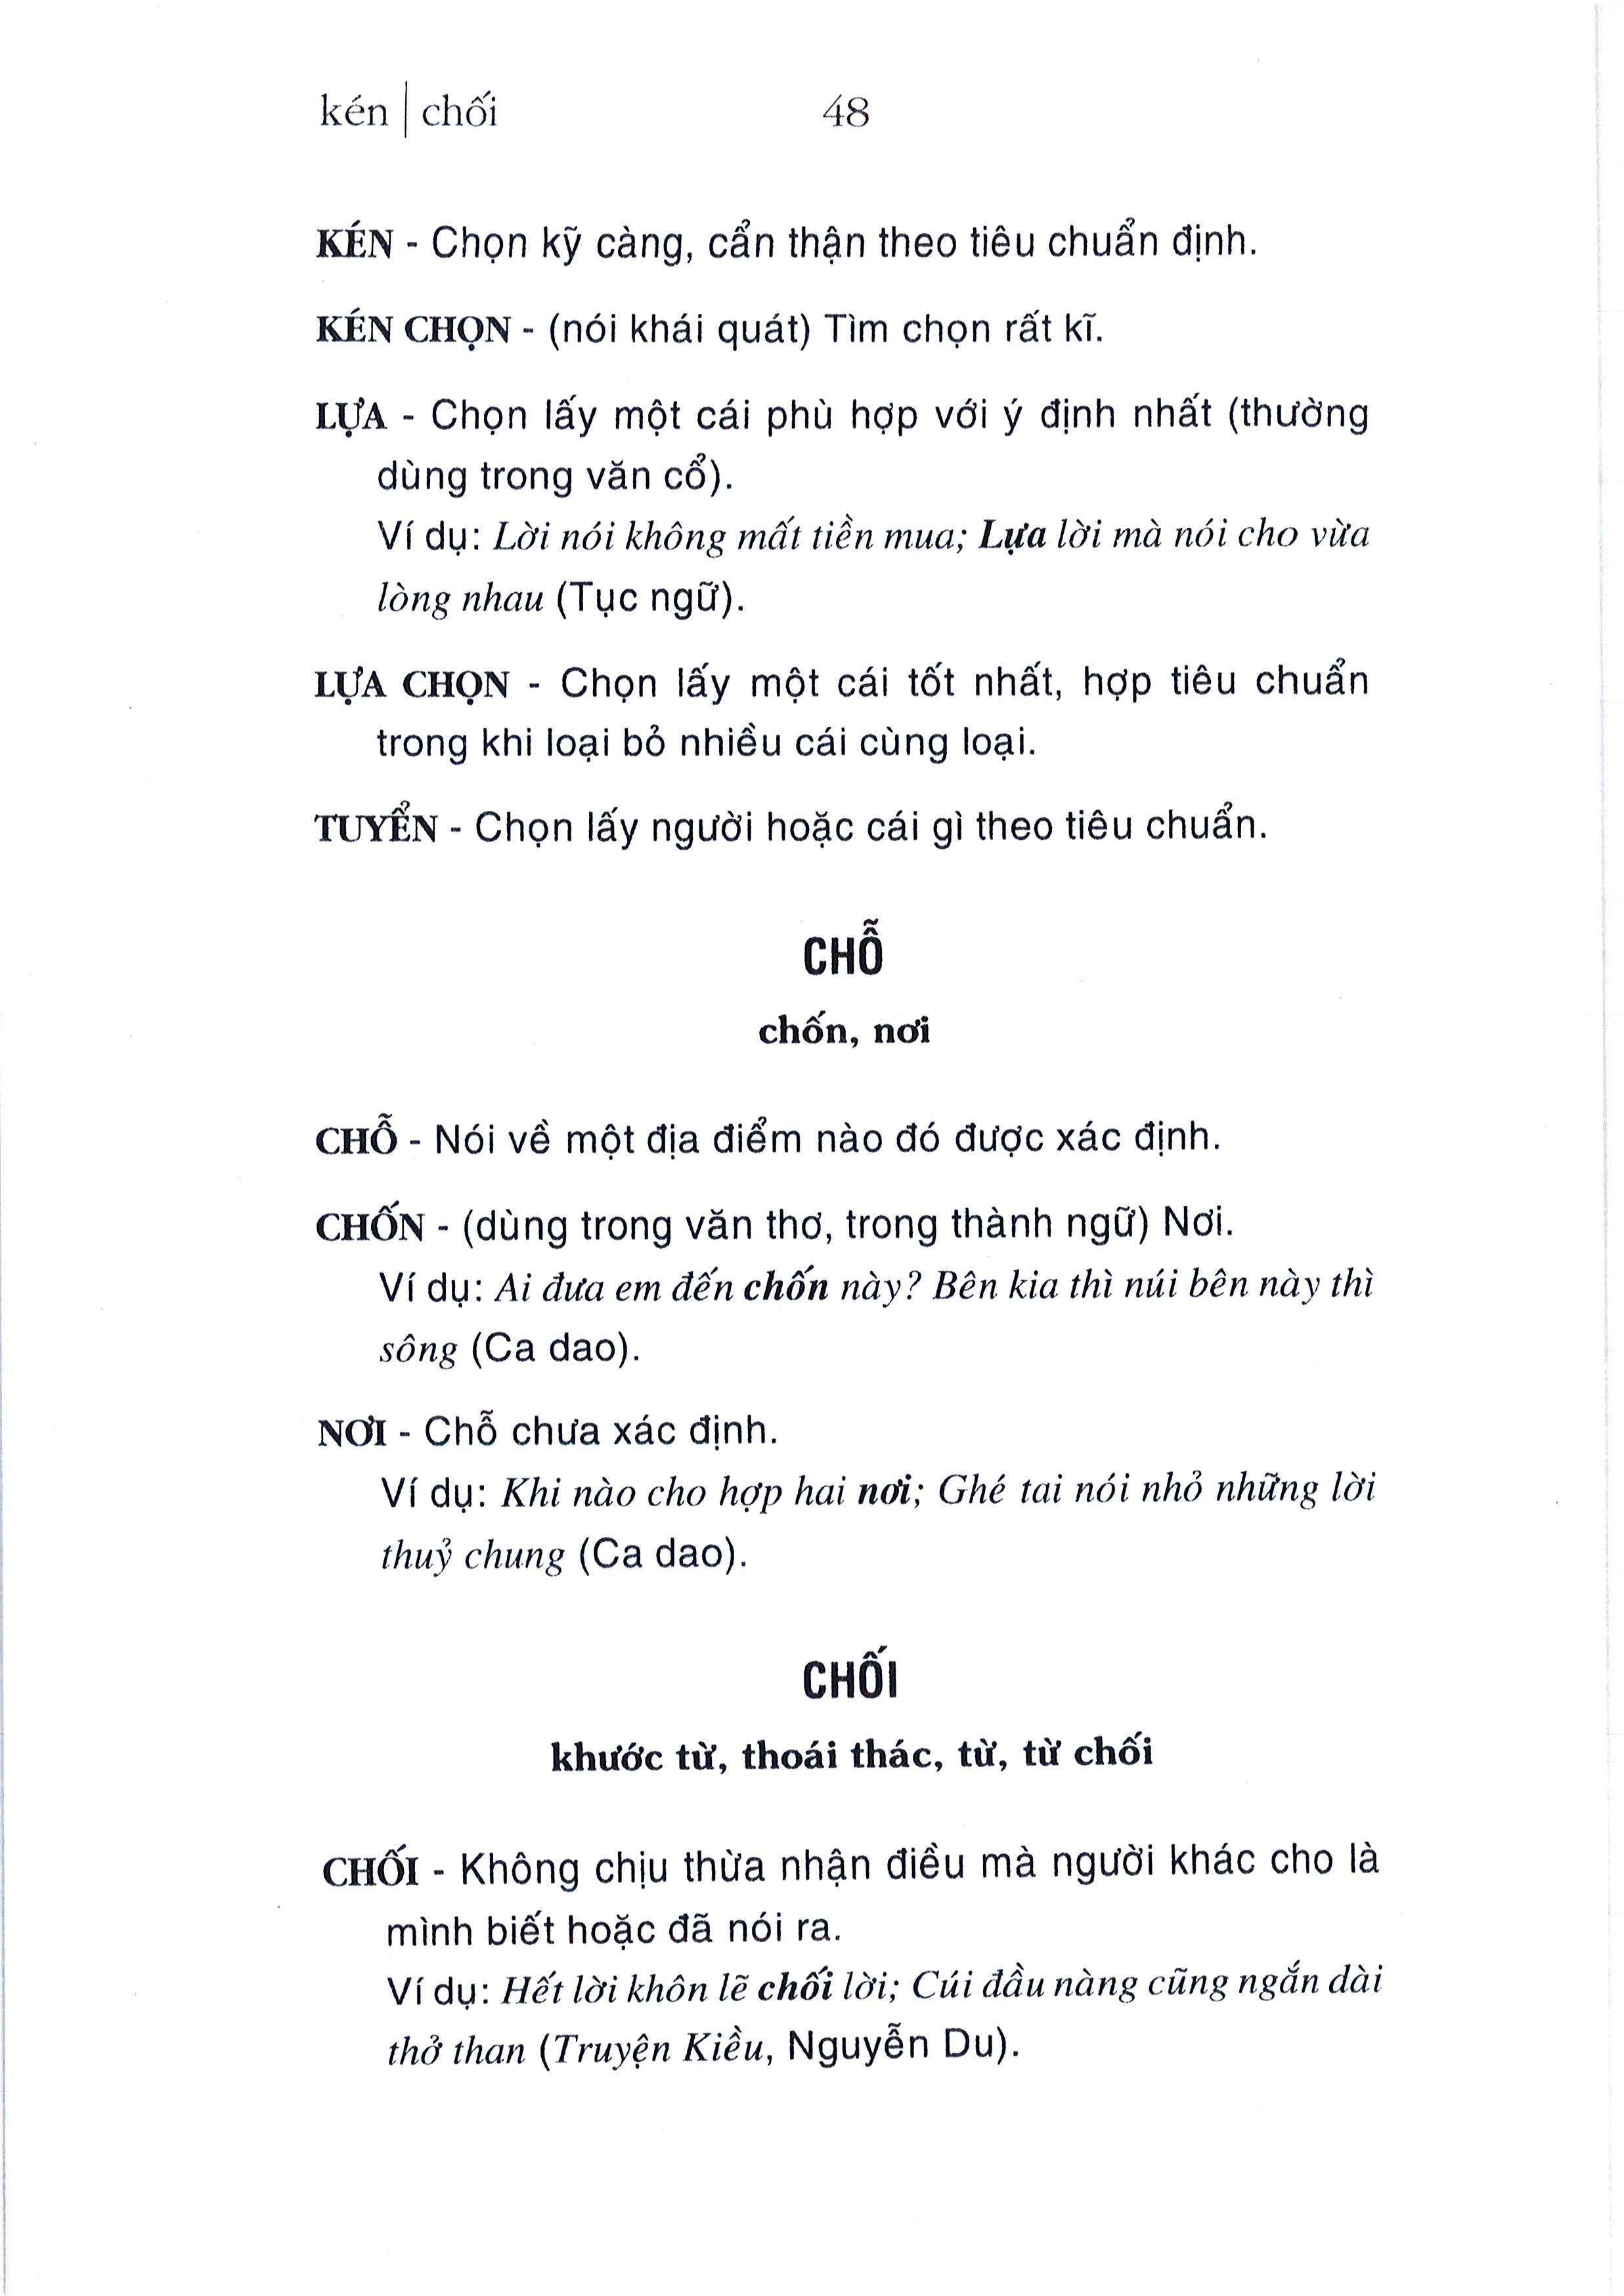 kén | chối 48
KÉN - Chọn kỹ càng, cẩn thận theo tiêu chuẩn định.
KÉN CHỌN - (nói khái quát) Tìm chọn rất kĩ.
LỰA - Chọn lấy một cái phù hợp với ý định nhất (thường
dùng trong văn cổ).
Ví dụ: Lời nói không mất tiền mua; Lựa lời mà nói cho vừa
lòng nhau (Tục ngữ).
LỰA CHỌN - Chọn lấy một cái tốt nhất, hợp tiêu chuẩn
trong khi loại bỏ nhiều cái cùng loại.
TUYỂN - Chọn lấy người hoặc cái gì theo tiêu chuẩn.
CHỖ
chốn, nơi
CHỖ - Nói về một địa điểm nào đó được xác định.
CHỐN - (dùng trong văn thơ, trong thành ngữ) Nơi.
Ví dụ: Ai đưa em đến chốn này? Bên kia thì núi bên này thì
sông (Ca dao).
NƠI - Chỗ chưa xác định.
Ví dụ: Khi nào cho hợp hai nơi; Ghé tai nói nhỏ những lời
thuỷ chung (Ca dao).
CHỐI
khước từ, thoái thác, từ, từ chối
CHỐI - Không chịu thừa nhận điều mà người khác cho là
mình biết hoặc đã nói ra.
Ví dụ: Hết lời khôn lẽ chối lời; Cúi đầu nàng cũng ngắn dài
thở than (Truyện Kiều, Nguyễn Du).